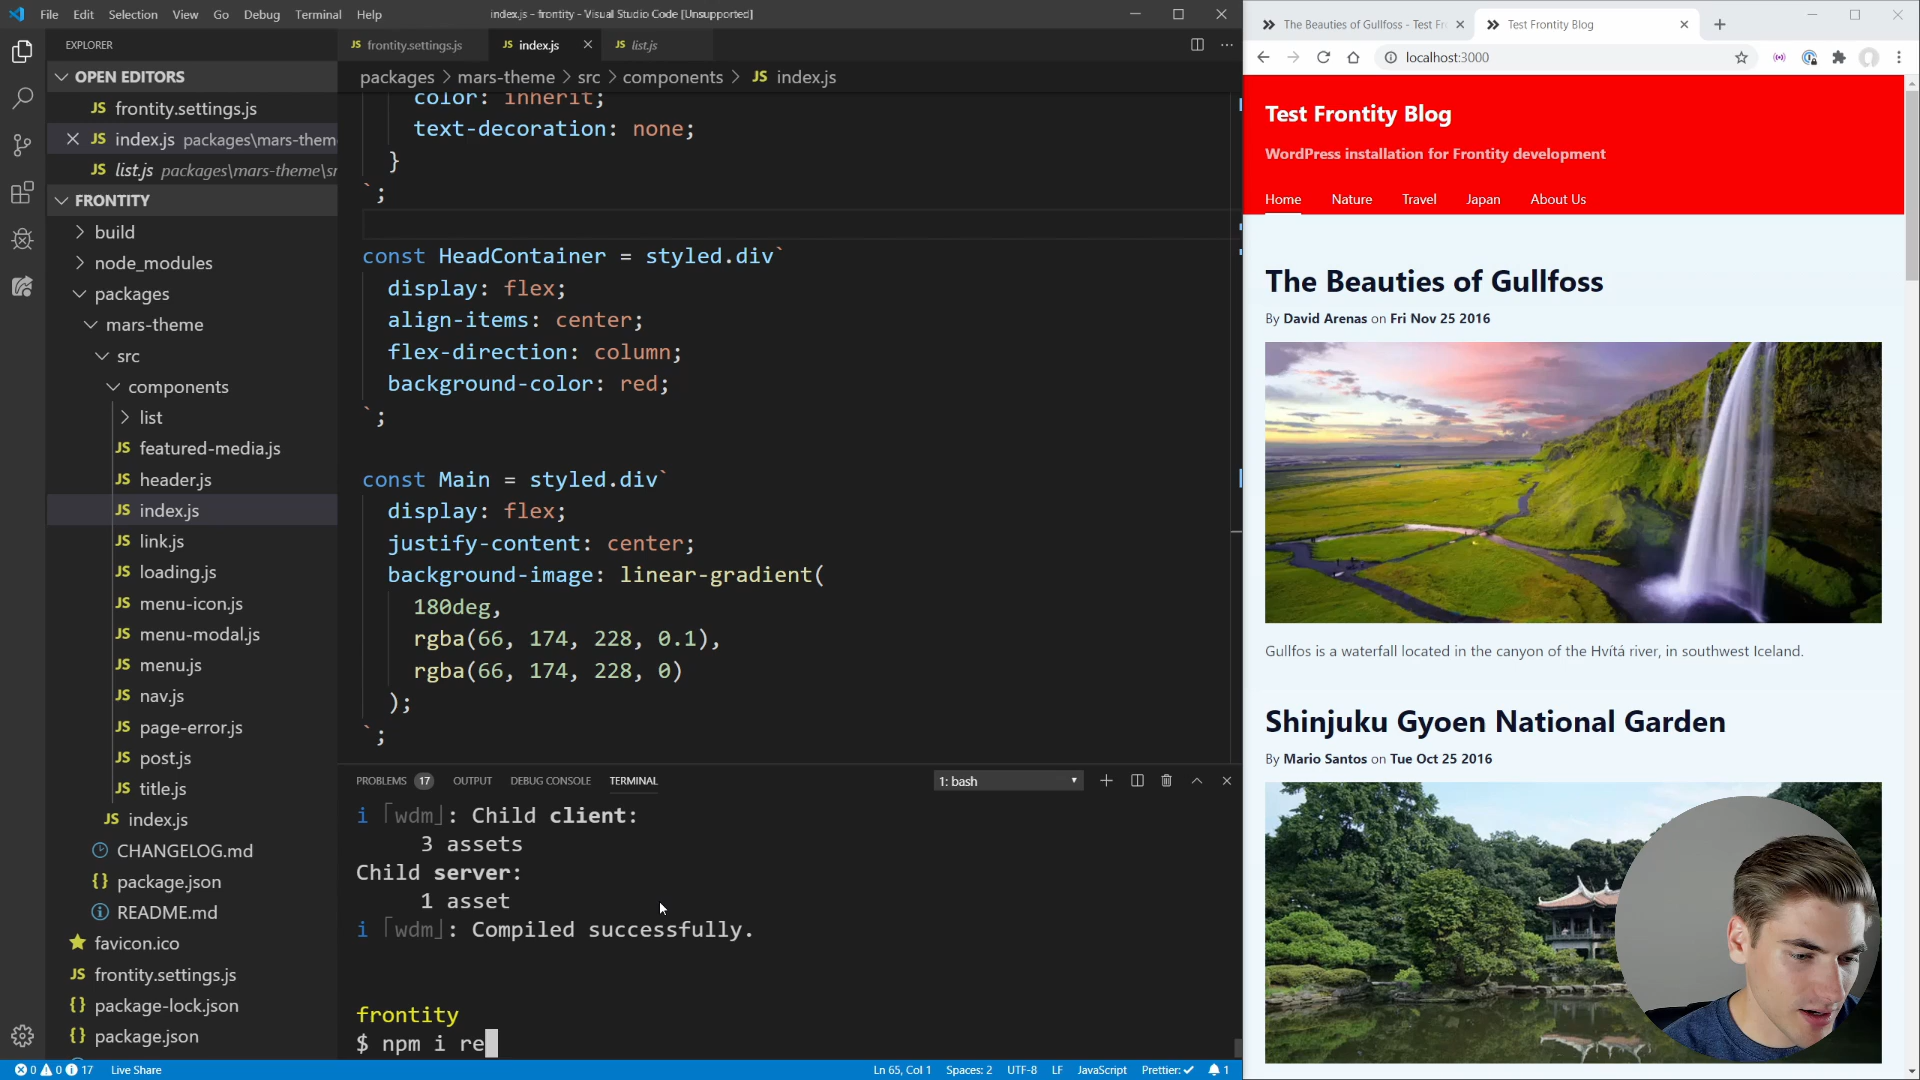 File Edit Selection View Go Debug Terminal Help
index.js - frontity - Visual Studio Code [Unsupported]
EXPLORER
OPEN EDITORS
JS frontity.settings.js
JS index.js packages\mars-them
JS list.js packages\mars-theme\sr
FRONTITY
build
node_modules
packages
mars-theme
src
components
list
JS featured-media.js
JS header.js
JS index.js
JS link.js
JS loading.js
JS menu-icon.js
JS menu-modal.js
JS menu.js
JS nav.js
JS page-error.js
JS post.js
JS title.js
JS index.js
CHANGELOG.md
{} package.json
README.md
favicon.ico
JS frontity.settings.js
{} package-lock.json
{} package.json
JS frontity.settings.js JS index.js JS list.js
packages > mars-theme > src > components > JS index.js
color: inherit;
text-decoration: none;
}
`;
const HeadContainer = styled.div`
display: flex;
align-items: center;
flex-direction: column;
background-color: red;
`;
const Main = styled.div`
display: flex;
justify-content: center;
background-image: linear-gradient(
180deg,
rgba(66, 174, 228, 0.1),
rgba(66, 174, 228, 0)
);
`;
PROBLEMS 17 OUTPUT DEBUG CONSOLE TERMINAL 1: bash
i ｢wdm｣: Child client:
3 assets
Child server:
1 asset
i ｢wdm｣: Compiled successfully.
frontity
$ npm i re
0 0 17 Live Share Ln 65, Col 1 Spaces: 2 UTF-8 LF JavaScript Prettier: ✓ 1
The Beauties of Gullfoss - Test Fr Test Frontity Blog
localhost:3000
Test Frontity Blog
WordPress installation for Frontity development
Home Nature Travel Japan About Us
The Beauties of Gullfoss
By David Arenas on Fri Nov 25 2016
Gullfos is a waterfall located in the canyon of the Hvítá river, in southwest Iceland.
Shinjuku Gyoen National Garden
By Mario Santos on Tue Oct 25 2016